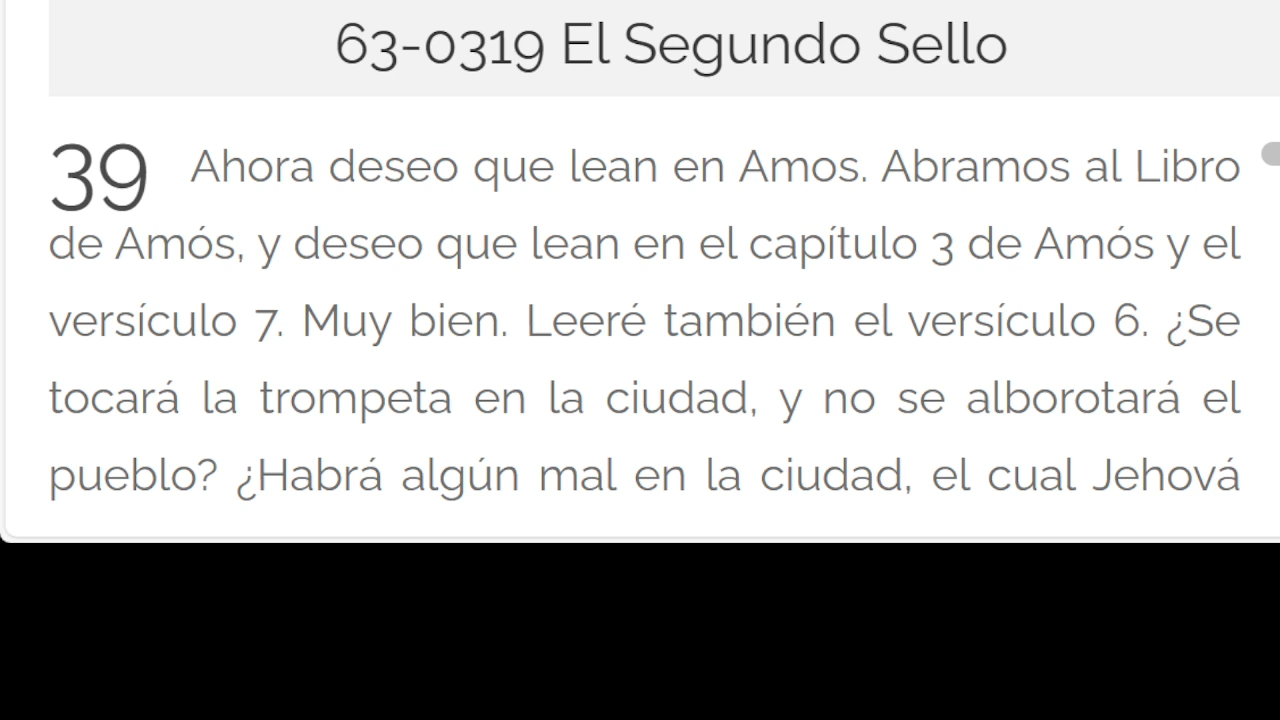 63-0319 El Segundo Sello
39 Ahora deseo que lean en Amos. Abramos al Libro
de Amós, y deseo que lean en el capítulo 3 de Amós y el
versículo 7. Muy bien. Leeré también el versículo 6. ¿Se
tocará la trompeta en la ciudad, y no se alborotará el
pueblo? ¿Habrá algún mal en la ciudad, el cual Jehová